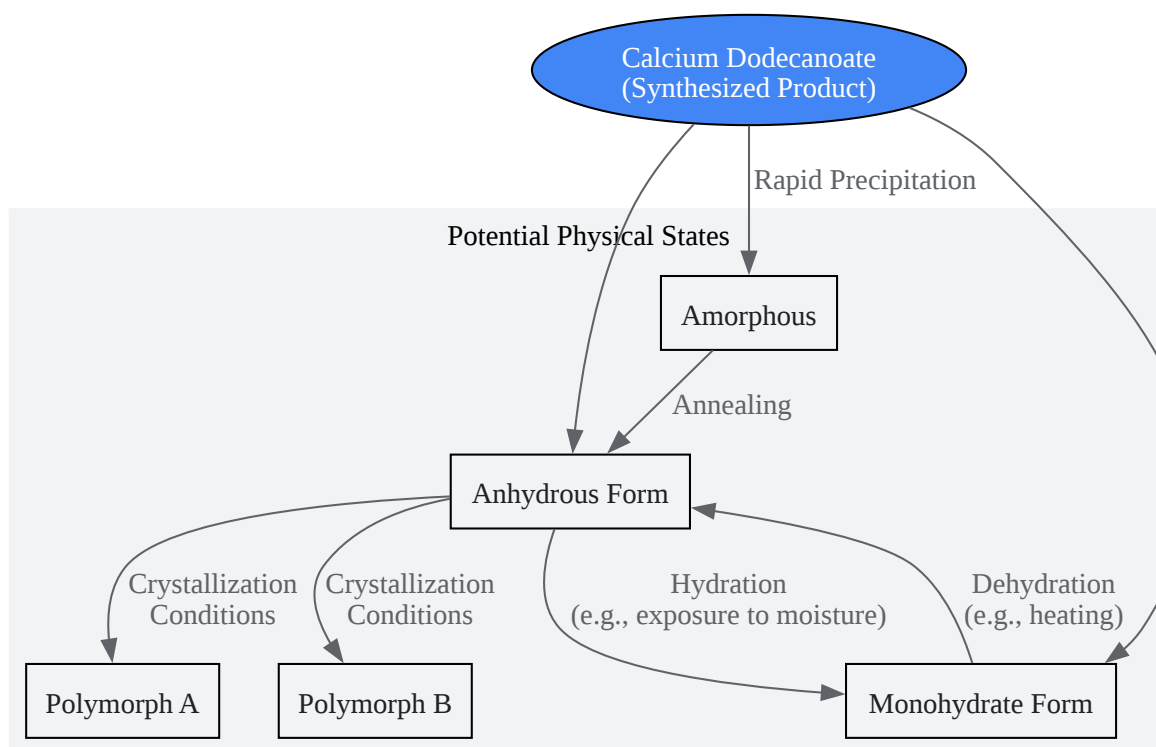 Calcium Dodecanoate
(Synthesized Product)
Rapid Precipitation
Potential Physical States
Amorphous
Annealing
Anhydrous Form
Crystallization
Conditions
Crystallization
Conditions
Hydration
(e.g., exposure to moisture)
Dehydration
(e.g., heating)
Polymorph A
Polymorph B
Monohydrate Form